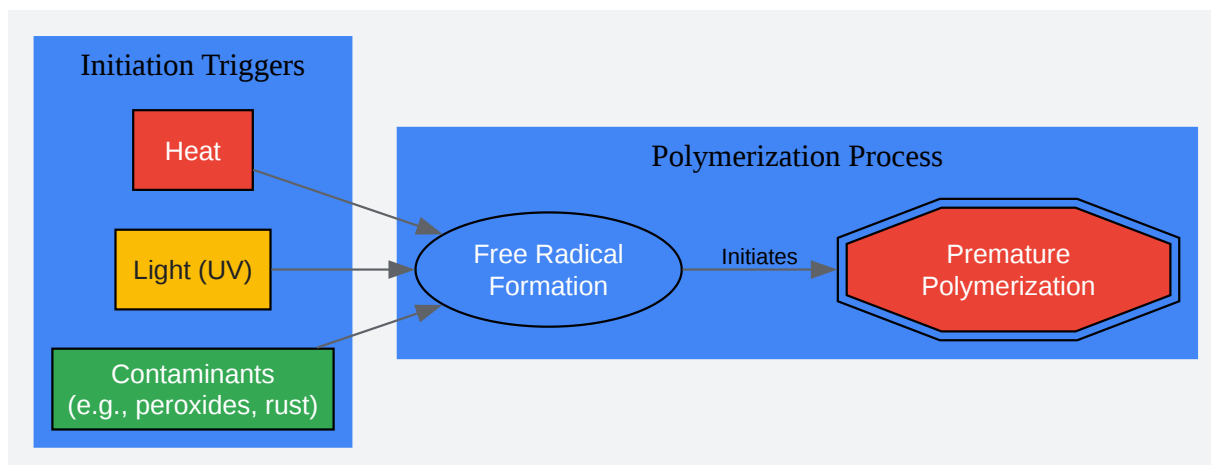 Initiation Triggers
Heat
Light (UV)
Contaminants
(e.g., peroxides, rust)
Polymerization Process
Free Radical
Formation
Initiates
Premature
Polymerization